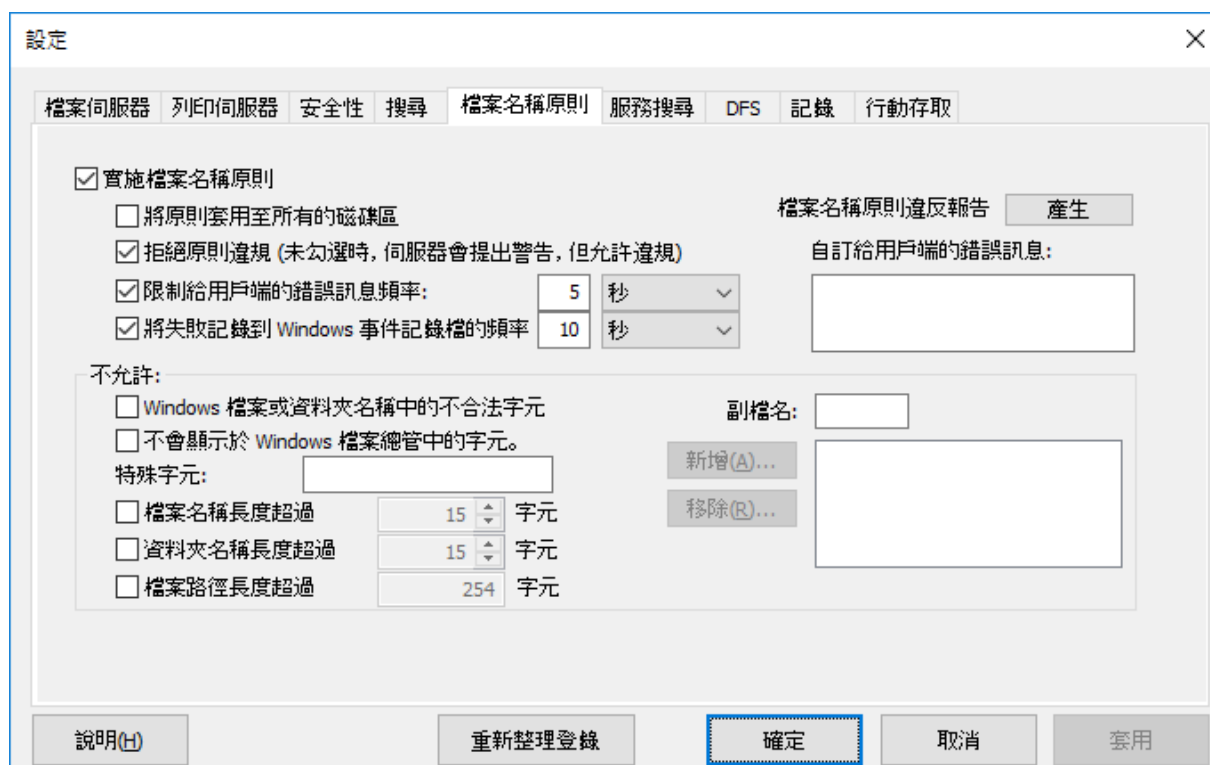 設定
檔案伺服器 列印伺服器 安全性 搜尋 檔案名稱原則 服務搜尋 DFS 記錄 行動存取
實施檔案名稱原則
將原則套用至所有的磁碟區
檔案名稱原則違反報告 產生
拒絕原則違規 (未勾選時, 伺服器會提出警告, 但允許違規)
自訂給用戶端的錯誤訊息:
限制給用戶端的錯誤訊息頻率: 5 秒
將失敗記錄到 Windows 事件記錄檔的頻率 10 秒
不允許:
Windows 檔案或資料夾名稱中的不合法字元
副檔名:
不會顯示於 Windows 檔案總管中的字元。
新增(A)...
特殊字元:
檔案名稱長度超過 15 字元
移除(R)...
資料夾名稱長度超過 15 字元
檔案路徑長度超過 254 字元
說明(H) 重新整理登錄 確定 取消 套用